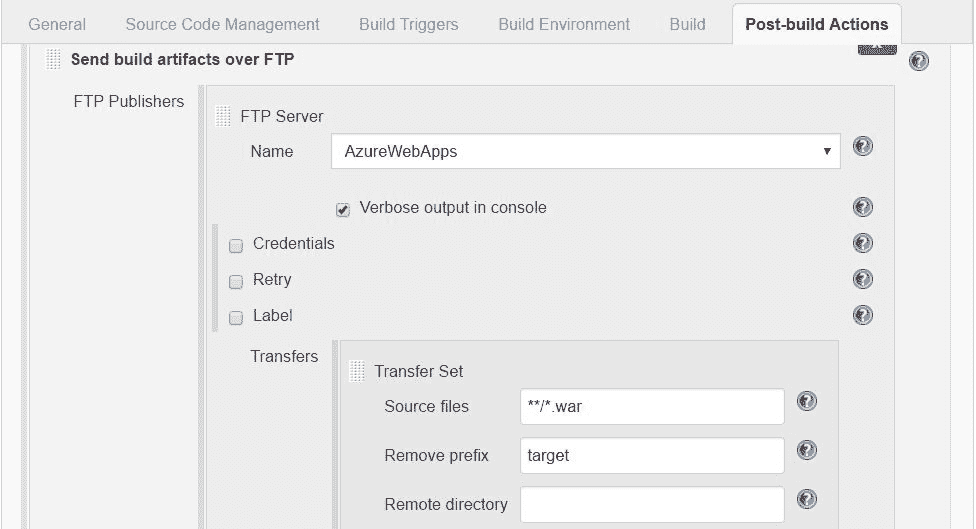 General Source Code Management Build Triggers Build Environment Build Post-build Actions
Send build artifacts over FTP
FTP Publishers
FTP Server
Name AzureWebApps
Verbose output in console
Credentials
Retry
Label
Transfers
Transfer Set
Source files **/*.war
Remove prefix target
Remote directory